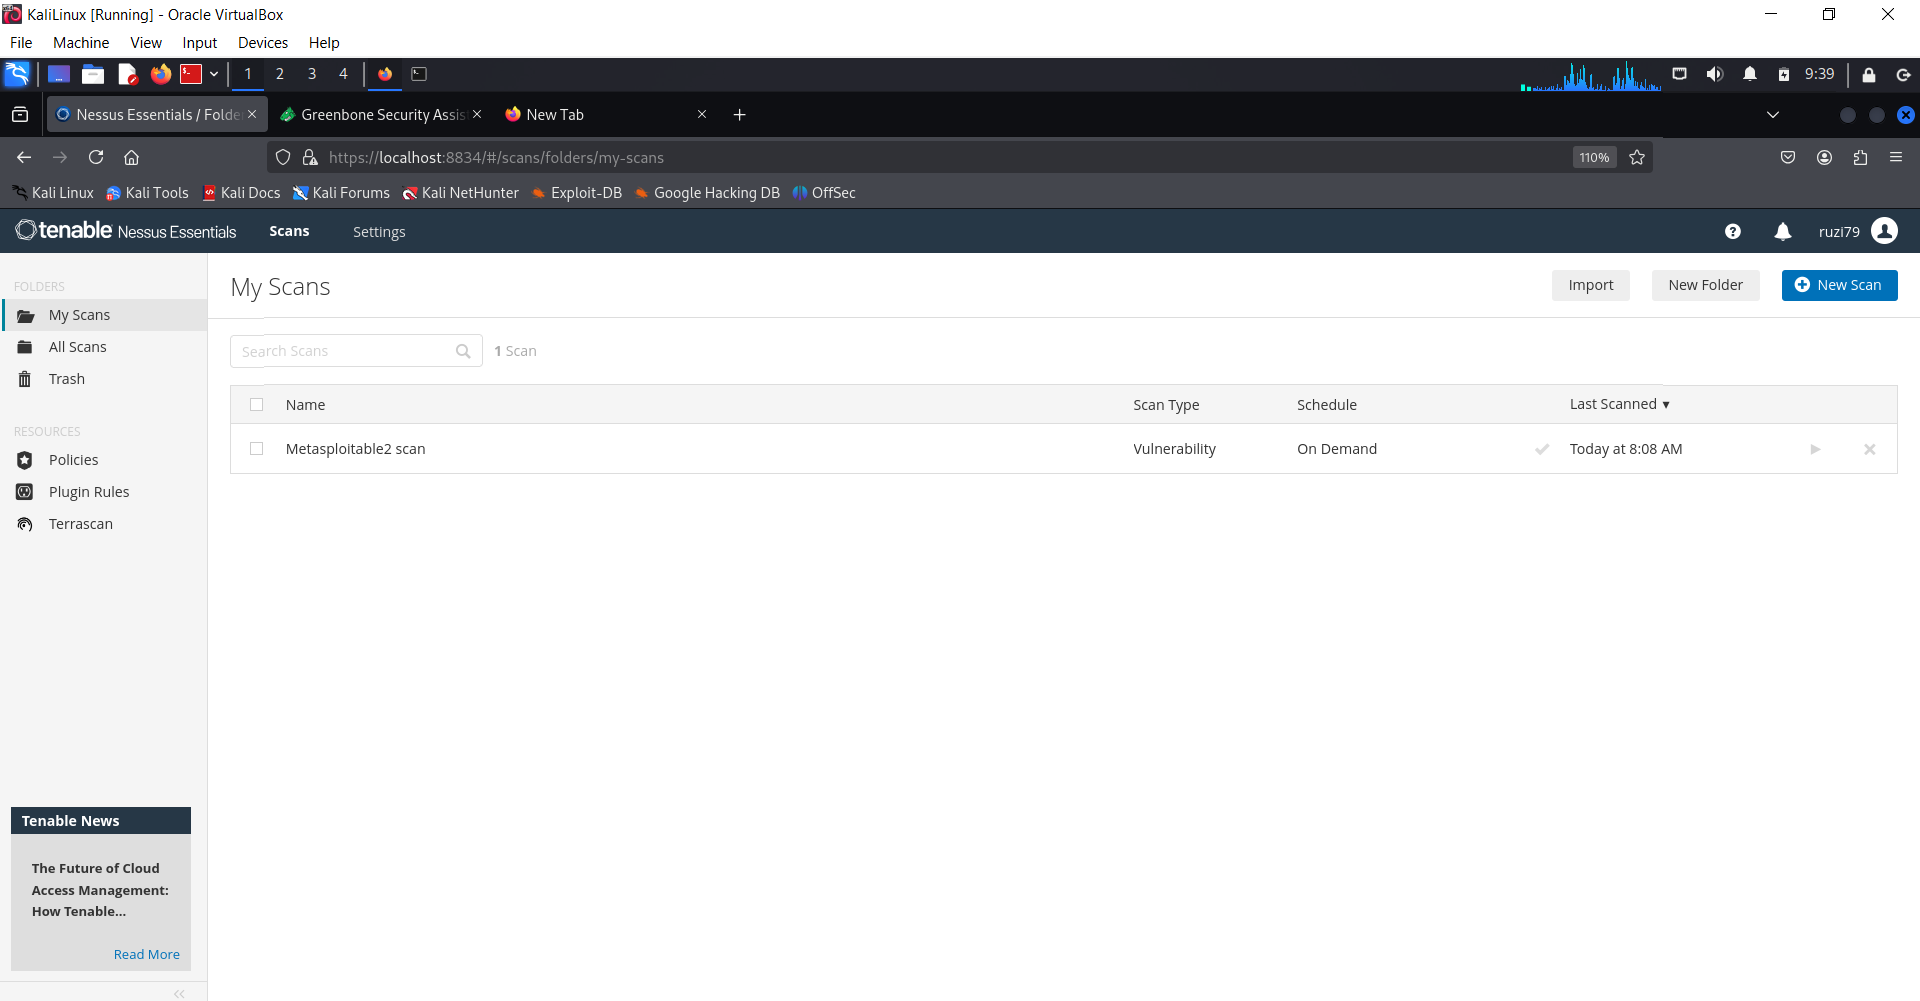 KaliLinux [Running] - Oracle VirtualBox
File Machine View Input Devices Help
1 2 3 4 9:39
Nessus Essentials / Folde Greenbone Security Assis New Tab
https://localhost:8834/#/scans/folders/my-scans 110%
Kali Linux Kali Tools Kali Docs Kali Forums Kali NetHunter Exploit-DB Google Hacking DB OffSec
tenable Nessus Essentials Scans Settings ruzi79
FOLDERS
My Scans
All Scans
Trash
RESOURCES
Policies
Plugin Rules
Terrascan
Tenable News
The Future of Cloud
Access Management:
How Tenable...
Read More
My Scans Import New Folder New Scan
Search Scans 1 Scan
Name Scan Type Schedule Last Scanned ▼
Metasploitable2 scan Vulnerability On Demand Today at 8:08 AM